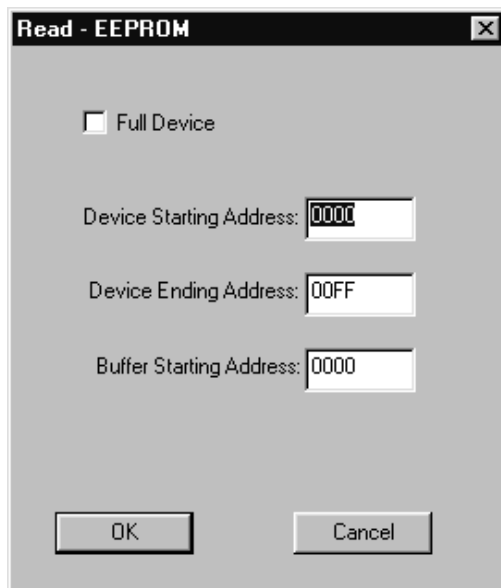 Read - EEPROM
Full Device
Device Starting Address: 0000
Device Ending Address: 00FF
Buffer Starting Address: 0000
OK Cancel